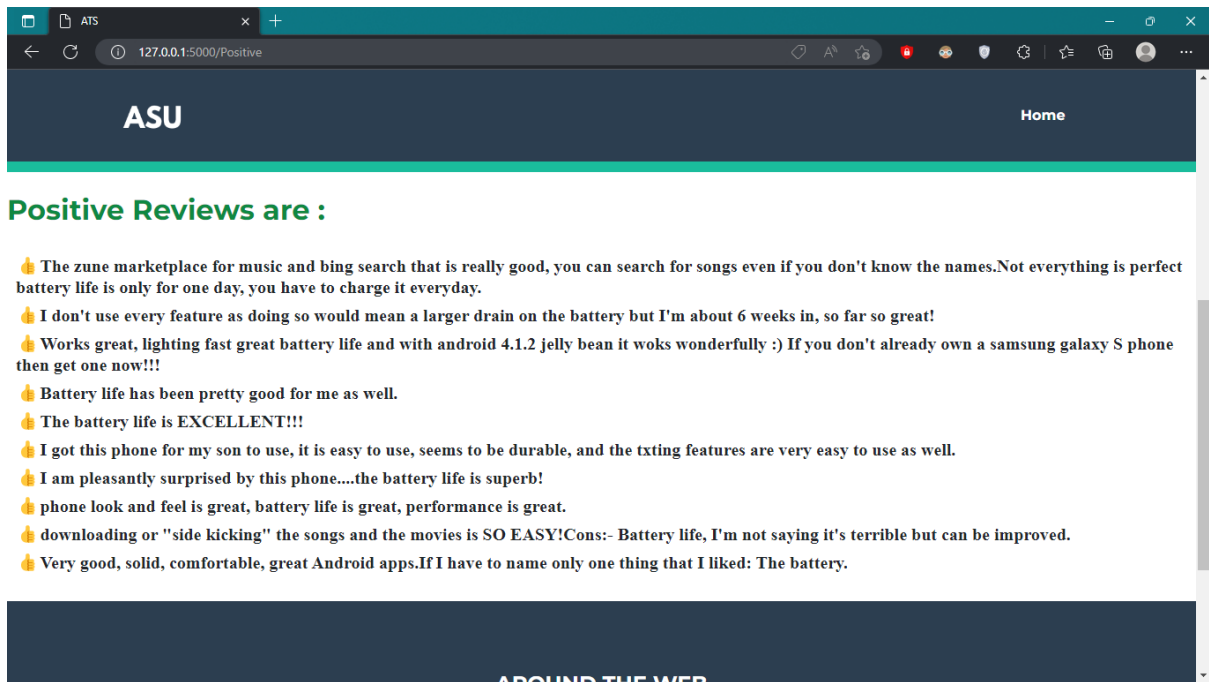 ATS
127.0.0.1:5000/Positive
ASU
Home
Positive Reviews are :
👍 The zune marketplace for music and bing search that is really good, you can search for songs even if you don't know the names.Not everything is perfect
battery life is only for one day, you have to charge it everyday.
👍 I don't use every feature as doing so would mean a larger drain on the battery but I'm about 6 weeks in, so far so great!
👍 Works great, lighting fast great battery life and with android 4.1.2 jelly bean it woks wonderfully :) If you don't already own a samsung galaxy S phone
then get one now!!!
👍 Battery life has been pretty good for me as well.
👍 The battery life is EXCELLENT!!!
👍 I got this phone for my son to use, it is easy to use, seems to be durable, and the txting features are very easy to use as well.
👍 I am pleasantly surprised by this phone....the battery life is superb!
👍 phone look and feel is great, battery life is great, performance is great.
👍 downloading or "side kicking" the songs and the movies is SO EASY!Cons:- Battery life, I'm not saying it's terrible but can be improved.
👍 Very good, solid, comfortable, great Android apps.If I have to name only one thing that I liked: The battery.
AROUND THE WEB